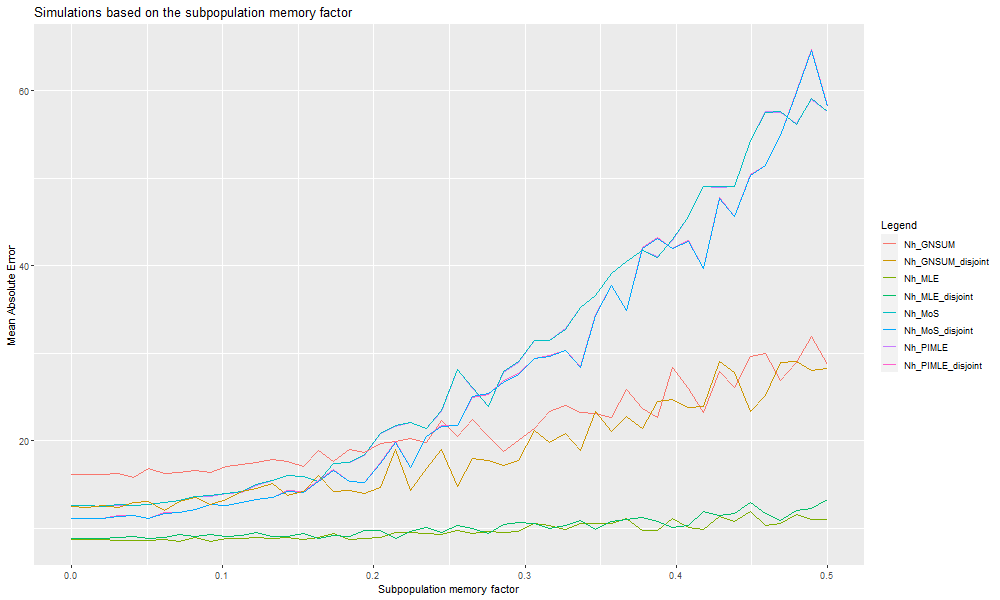 Simulations based on the subpopulation memory factor
Mean Absolute Error
60
40
20
0.0
0.1
0.2
0.3
0.4
0.5
Subpopulation memory factor
Legend
Nh_GNSUM
Nh_GNSUM_disjoint
Nh_MLE
Nh_MLE_disjoint
Nh_MoS
Nh_MoS_disjoint
Nh_PIMLE
Nh_PIMLE_disjoint